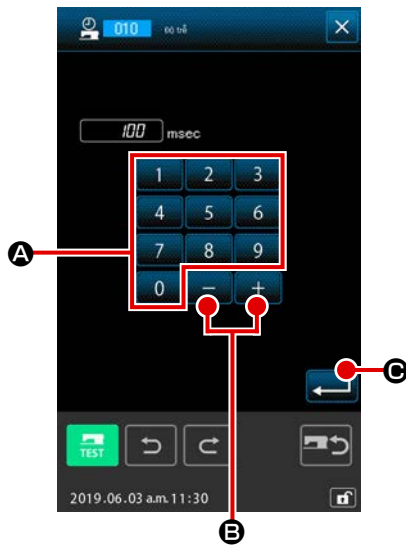 010 Độ trễ
100 msec
1 2 3
4 5 6
A
7 8 9
0 − +
C
TEST
2019.06.03 a.m.11:30
B